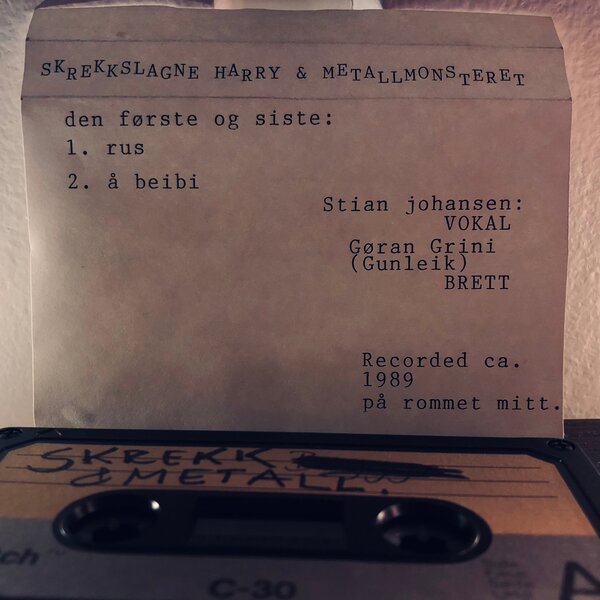 SKREKKSLAGNE HARRY & METALLMONSTERET
den første og siste:
1. rus
2. å beibi
Stian johansen:
VOKAL
Gøran Grini
(Gunleik)
BRETT
Recorded ca.
1989
på rommet mitt.
SKREKK
& METALL.
C-30
A